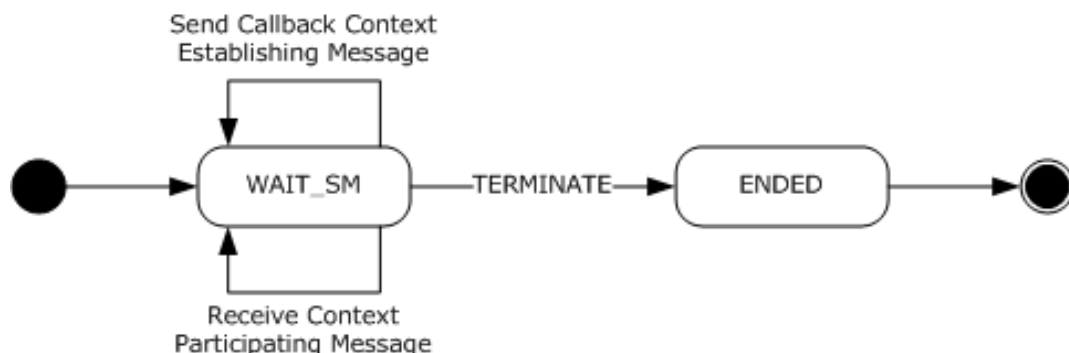 Send Callback Context
Establishing Message
WAIT_SM
TERMINATE
ENDED
Receive Context
Participating Message